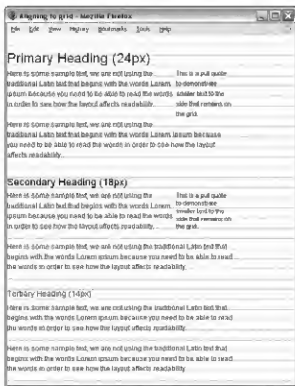 Aligning to grid - Mozilla Firefox
File Edit View History Bookmarks Tools Help
Primary Heading (24px)
Here is some sample text, we are not using the
traditional Latin text that begins with the words Lorem
ipsum because you need to be able to read the words
in order to see how the layout affects readability.
This is a pull quote
to demonstrate
smaller text to the
side that remains on
the grid.
Here is some sample text, we are not using the
traditional Latin text that begins with the words Lorem ipsum because
you need to be able to read the words in order to see how the layout
affects readability.
Secondary Heading (18px)
Here is some sample text, we are not using the
traditional Latin text that begins with the words Lorem
ipsum because you need to be able to read the words
in order to see how the layout affects readability.
This is a pull quote
to demonstrate
smaller text to the
side that remains on
the grid.
Here is some sample text, we are not using the traditional Latin text that
begins with the words Lorem ipsum because you need to be able to read
the words in order to see how the layout affects readability.
Tertiary Heading (14px)
Here is some sample text, we are not using the traditional Latin text that
begins with the words Lorem ipsum because you need to be able to read
the words in order to see how the layout affects readability.
Here is some sample text, we are not using the traditional Latin text that
begins with the words Lorem ipsum because you need to be able to read
the words in order to see how the layout affects readability.